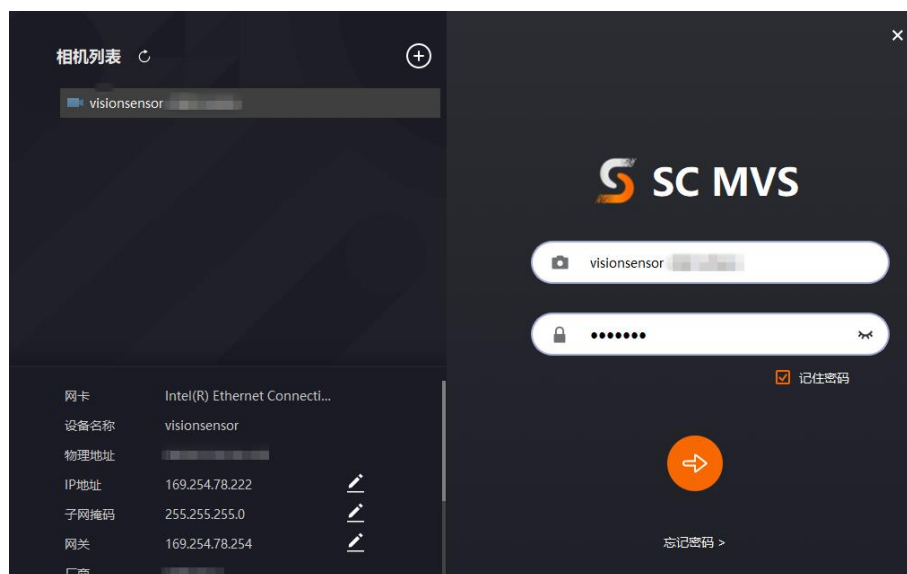 相机列表
visionsensor
网卡 Intel(R) Ethernet Connecti...
设备名称 visionsensor
物理地址
IP地址 169.254.78.222
子网掩码 255.255.255.0
网关 169.254.78.254
厂商
SC MVS
visionsensor
•••••••
记住密码
忘记密码 >